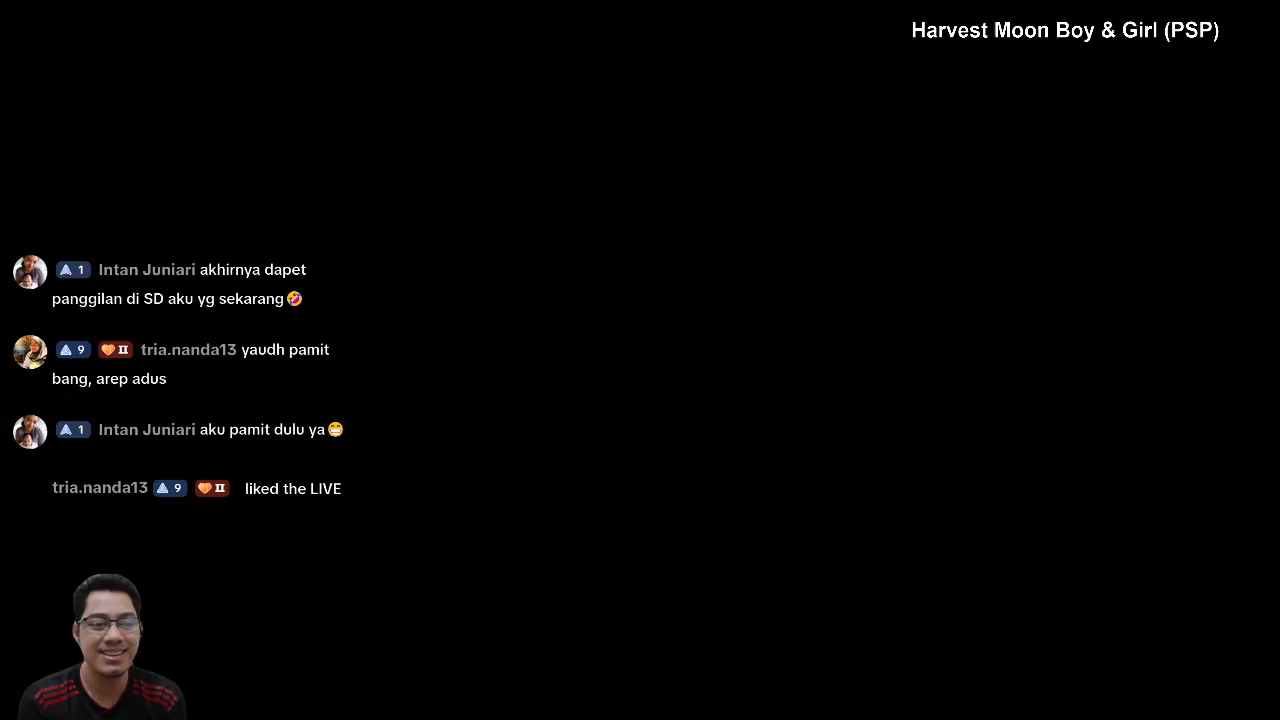 Harvest Moon Boy & Girl (PSP)
1 Intan Juniari akhirnya dapet
panggilan di SD aku yg sekarang🤣
9 II tria.nanda13 yaudh pamit
bang, arep adus
1 Intan Juniari aku pamit dulu ya😁
tria.nanda13 9 II liked the LIVE